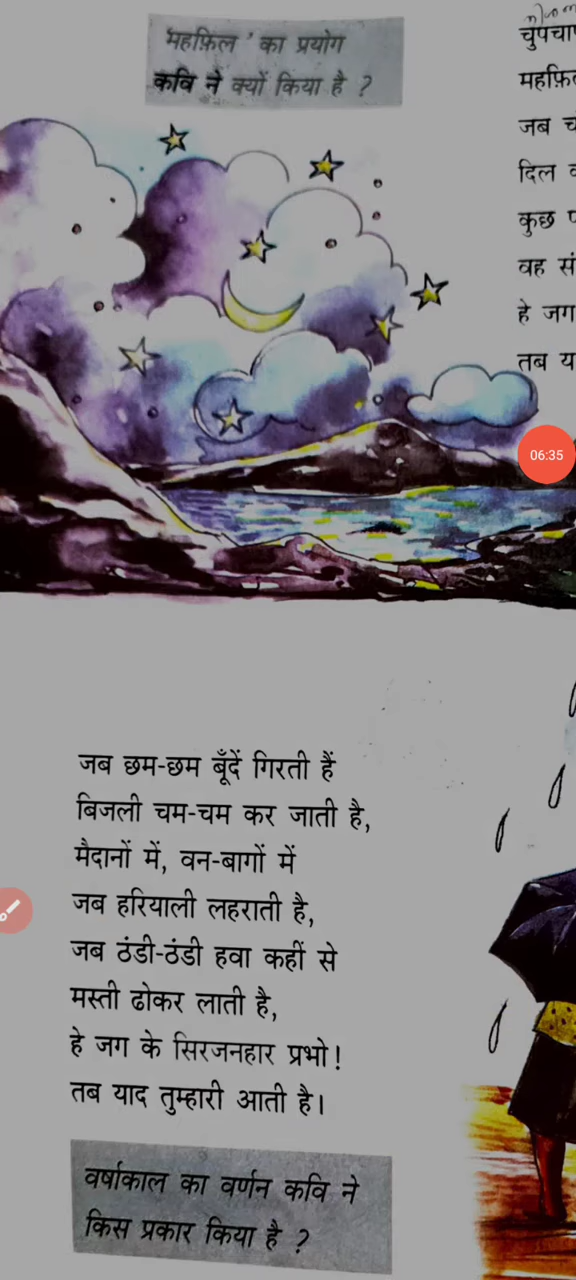 'महफ़िल' का प्रयोग
कवि ने क्यों किया है ?
महफ़िल
जब
दिल
कुछ
वह
हे जग
तब
06:35
जब छम-छम बूँदें गिरती हैं
बिजली चम-चम कर जाती है,
मैदानों में, वन-बागों में
जब हरियाली लहराती है,
जब ठंडी-ठंडी हवा कहीं से
मस्ती ढोकर लाती है,
हे जग के सिरजनहार प्रभो!
तब याद तुम्हारी आती है।
वर्षाकाल का वर्णन कवि ने
किस प्रकार किया है ?